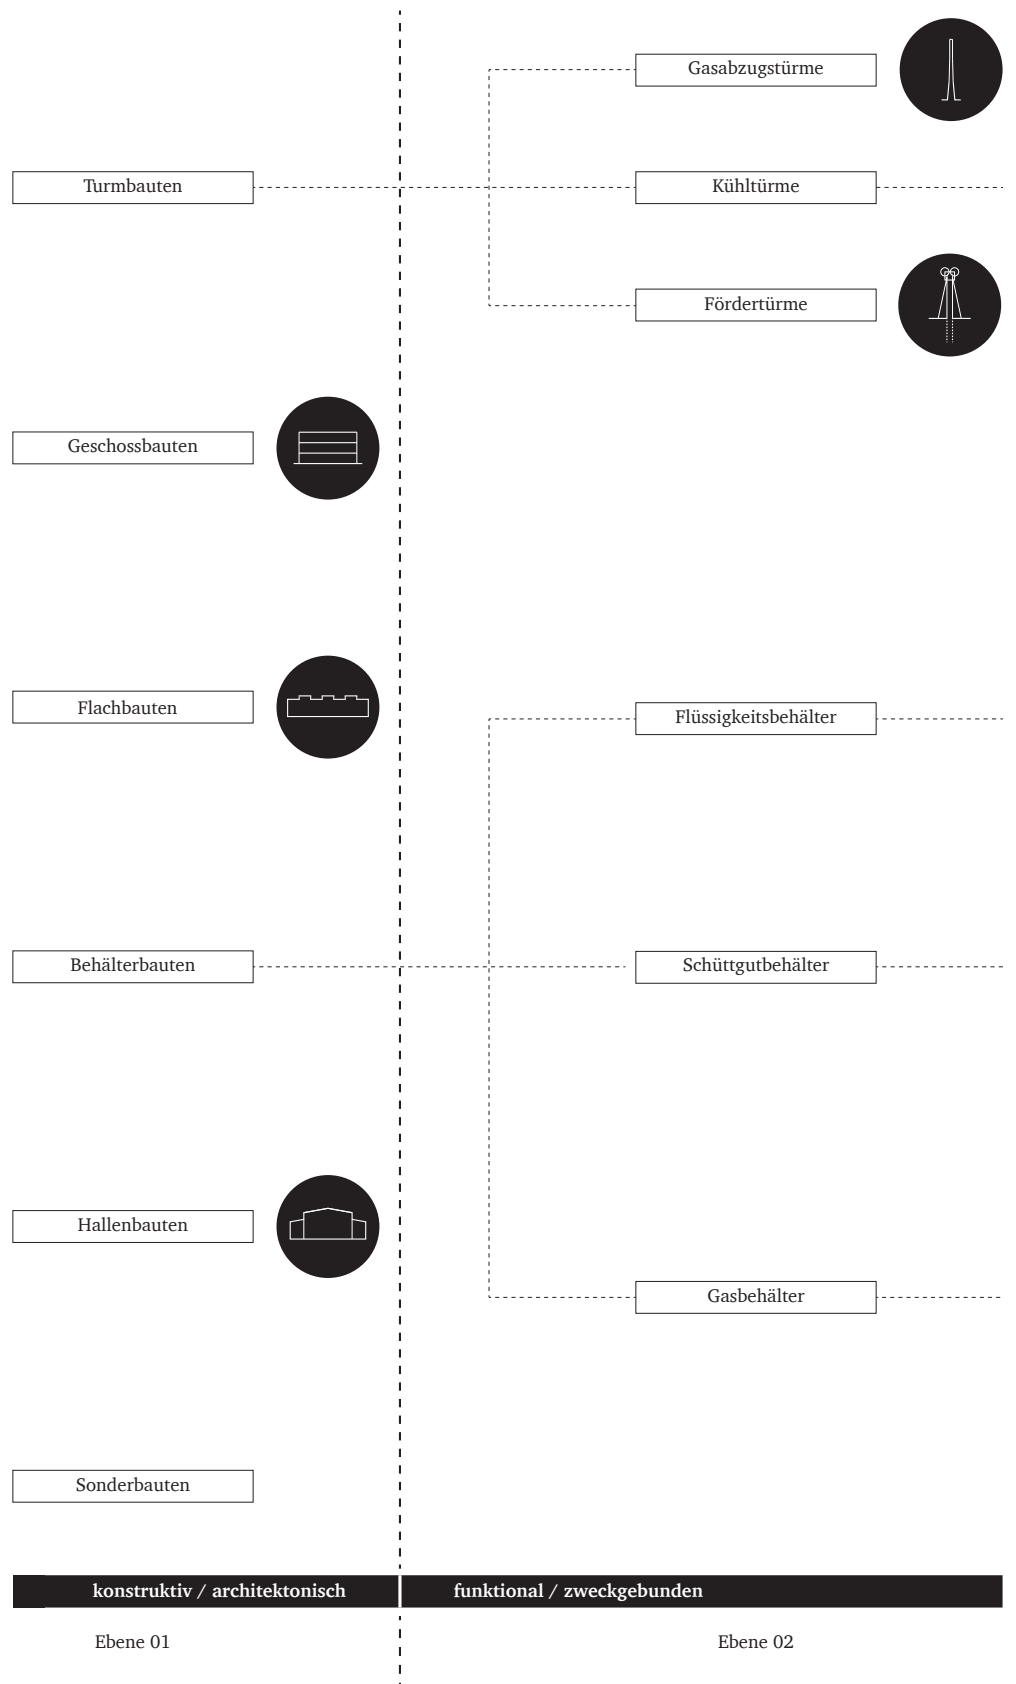 Gasabzugstürme
Turmbauten
Kühltürme
Fördertürme
Geschossbauten
Flachbauten
Flüssigkeitsbehälter
Behälterbauten
Schüttgutbehälter
Hallenbauten
Gasbehälter
Sonderbauten
konstruktiv / architektonisch
funktional / zweckgebunden
Ebene 01
Ebene 02